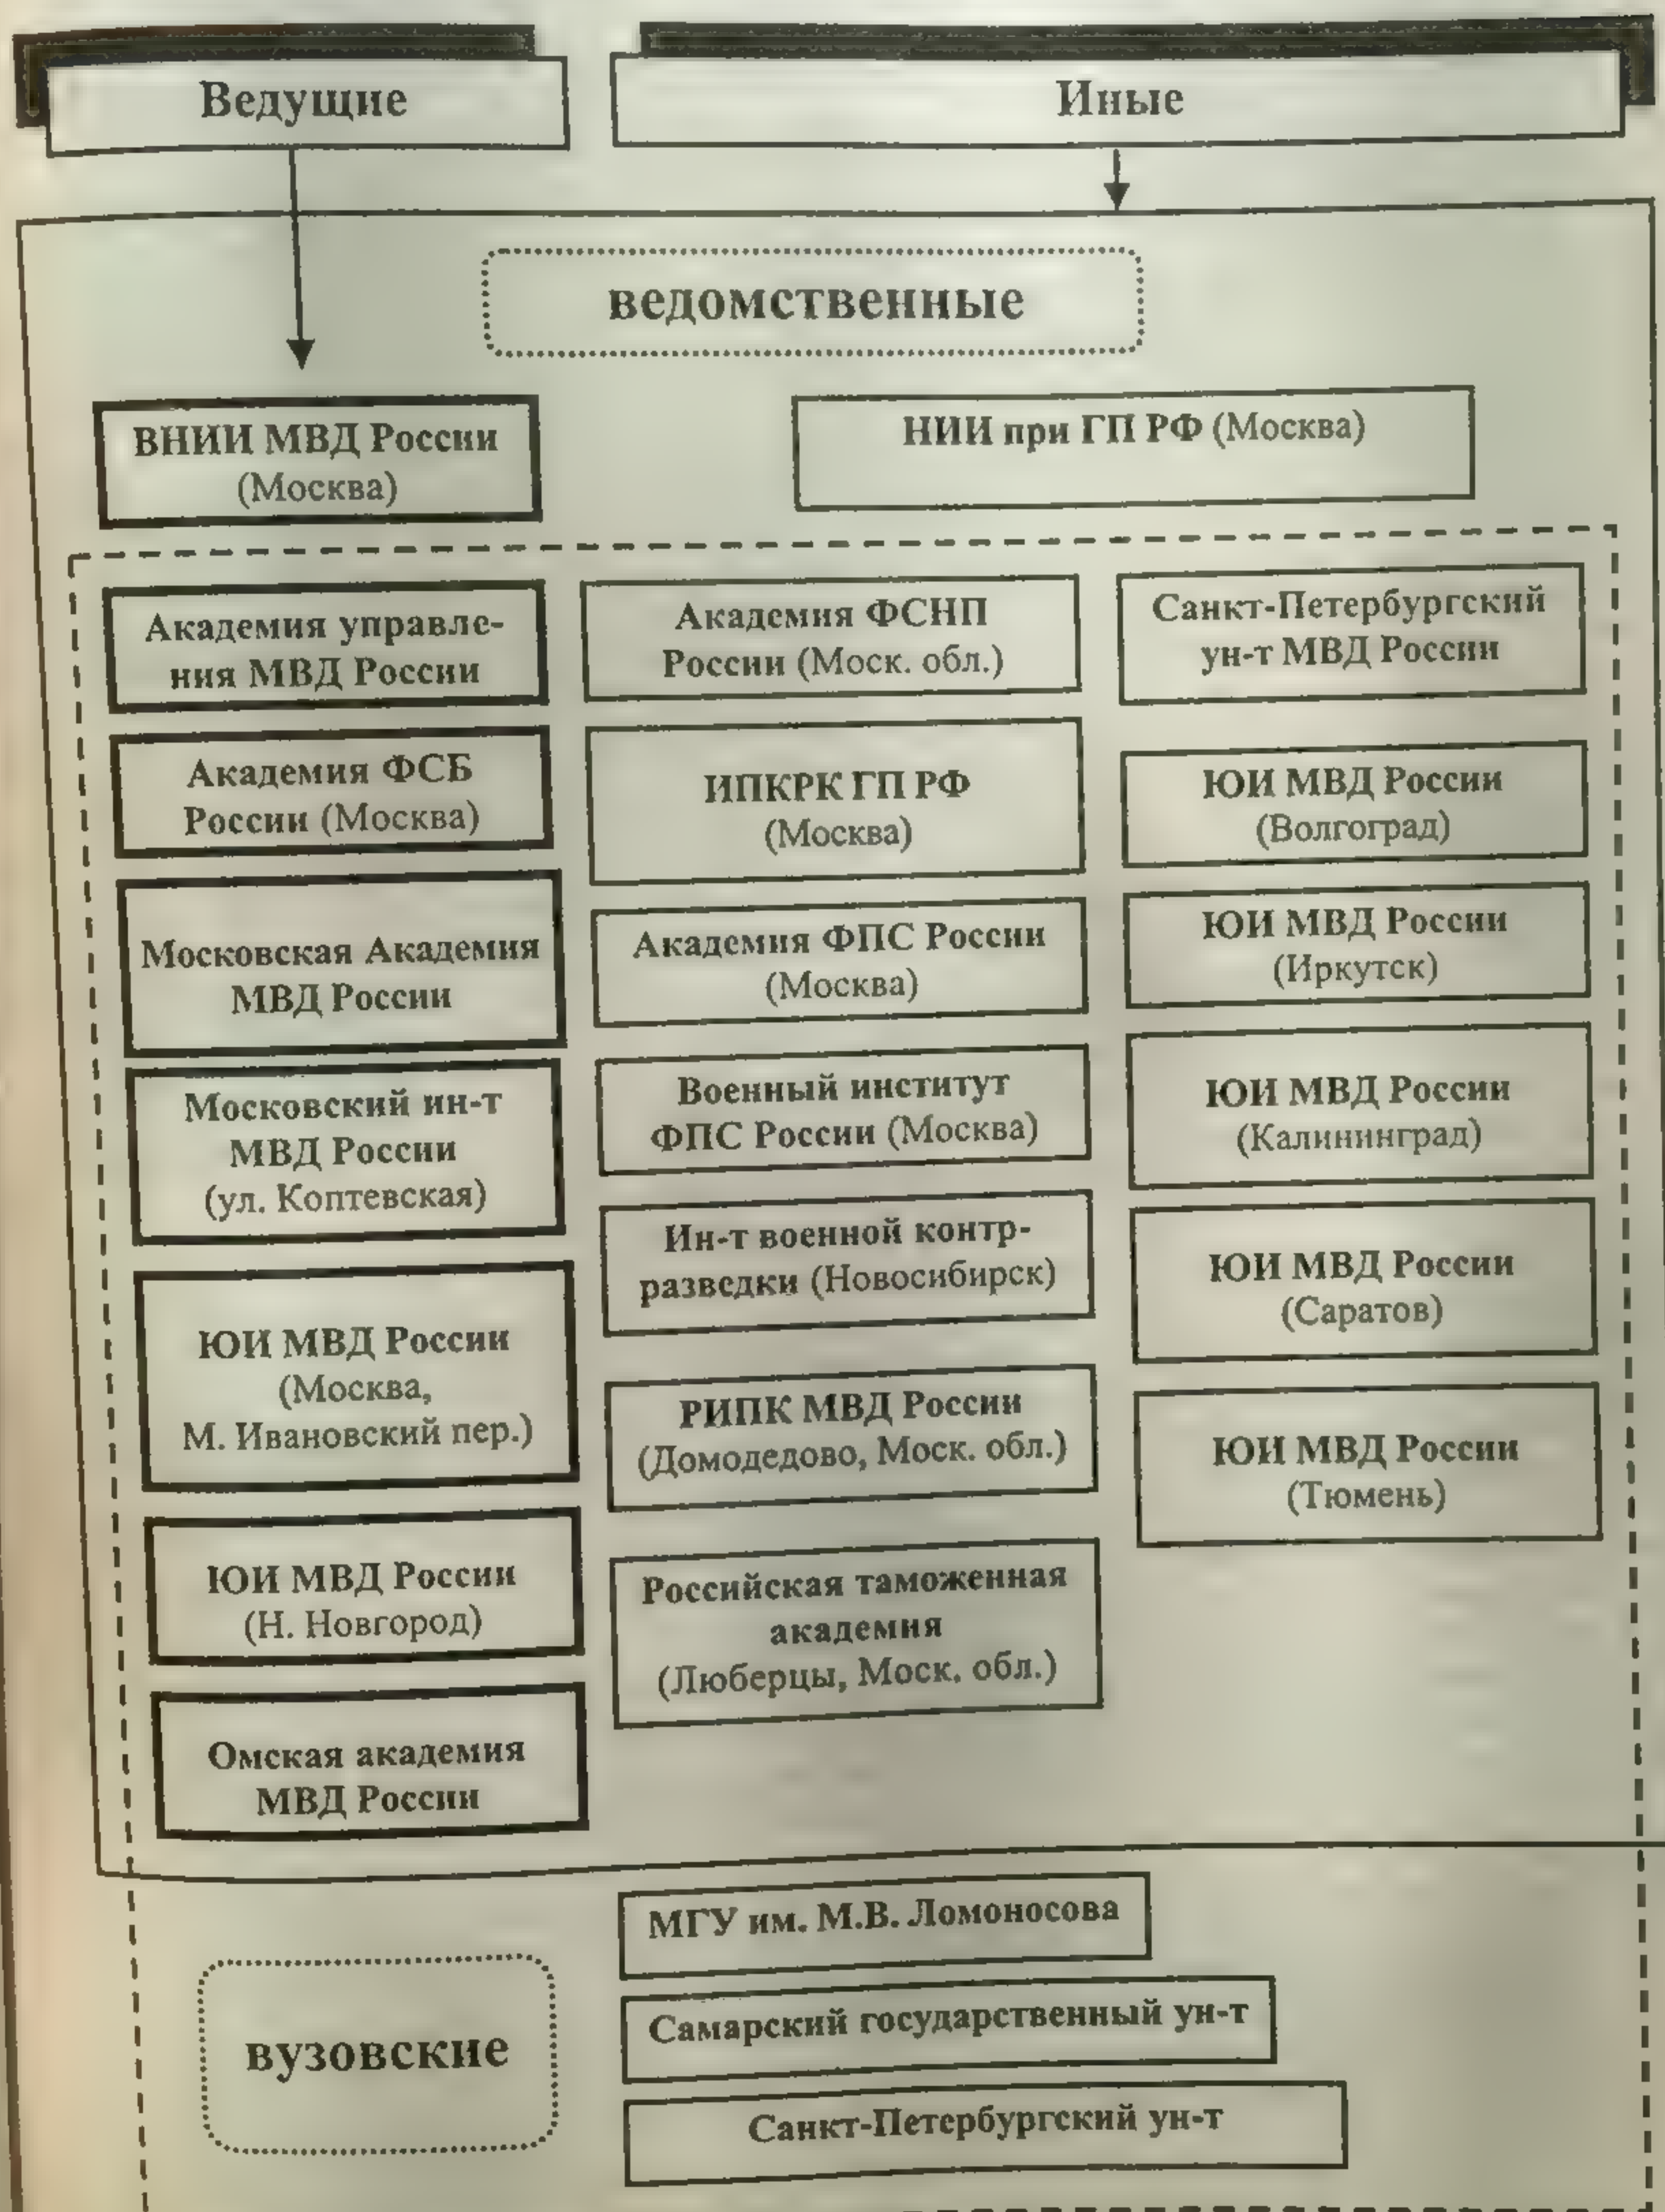 Ведущие
Иные
ведомственные
ВНИИ МВД России
(Москва)
НИИ при ГП РФ (Москва)
Академия управле-
ния МВД России
Академия ФСБ
России (Москва)
Московская Академия
МВД России
Московский ин-т
МВД России
(ул. Коптевская)
ЮИ МВД России
(Москва,
М. Ивановский пер.)
ЮИ МВД России
(Н. Новгород)
Омская академия
МВД России
Академия ФСНП
России (Моск. обл.)
ИПКРК ГП РФ
(Москва)
Академия ФПС России
(Москва)
Военный институт
ФПС России (Москва)
Ин-т военной контр-
разведки (Новосибирск)
РИПК МВД России
(Домодедово, Моск. обл.)
Российская таможенная
академия
(Люберцы, Моск. обл.)
Санкт-Петербургский
ун-т МВД России
ЮИ МВД России
(Волгоград)
ЮИ МВД России
(Иркутск)
ЮИ МВД России
(Калининград)
ЮИ МВД России
(Саратов)
ЮИ МВД России
(Тюмень)
вузовские
МГУ им. М.В. Ломоносова
Самарский государственный ун-т
Санкт-Петербургский ун-т